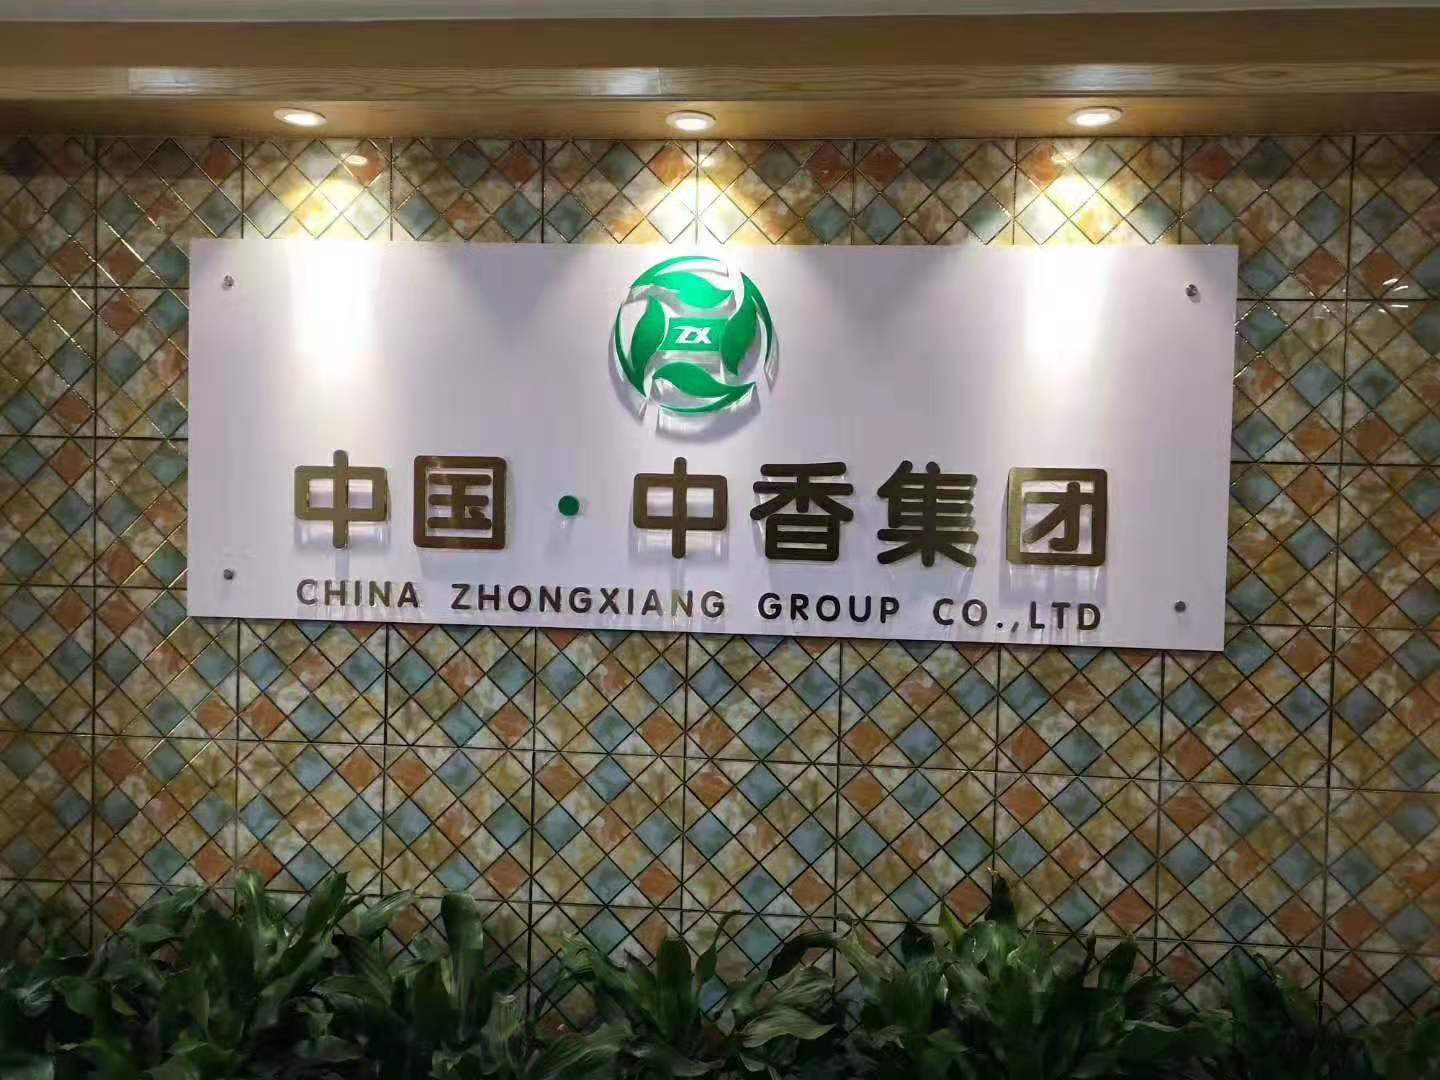 ZX
中国·中香集团
CHINA ZHONGXIANG GROUP CO.,LTD